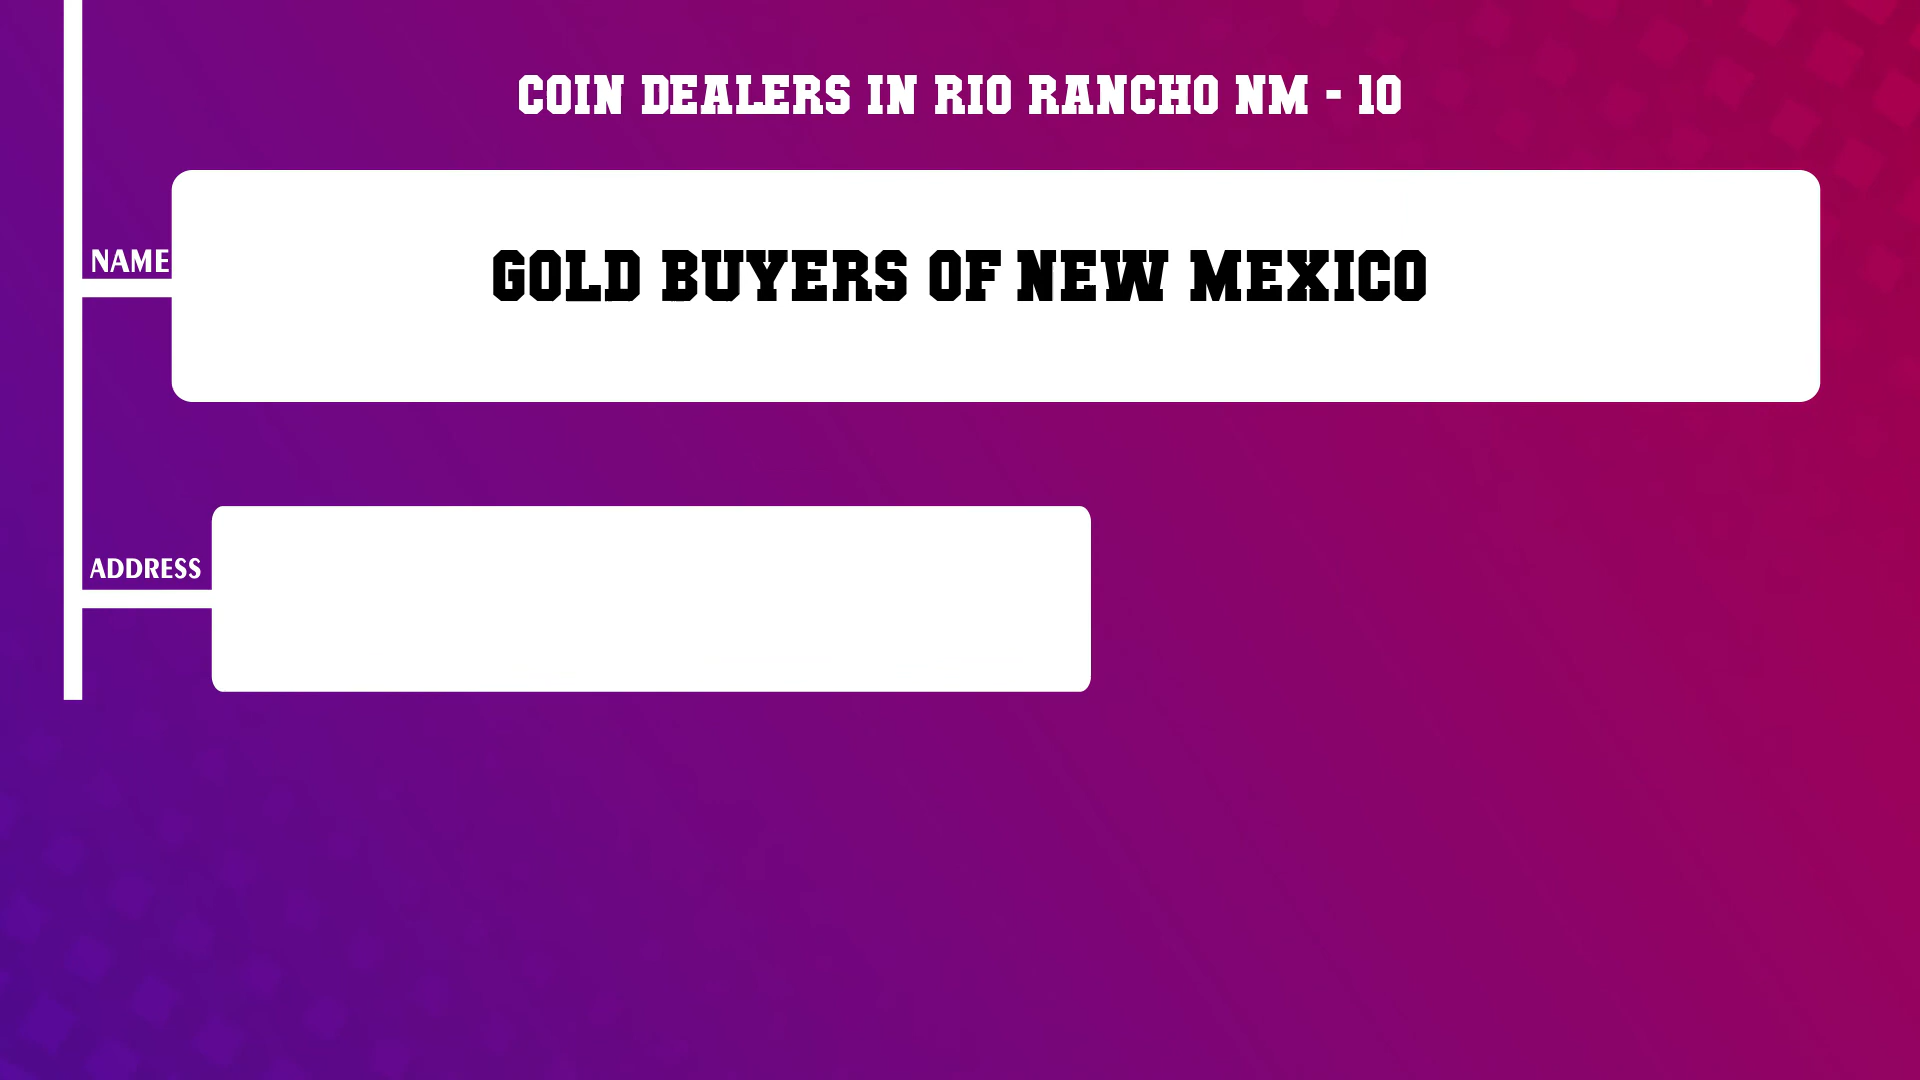 COIN DEALERS IN RIO RANCHO NM - 10
NAME
GOLD BUYERS OF NEW MEXICO
ADDRESS